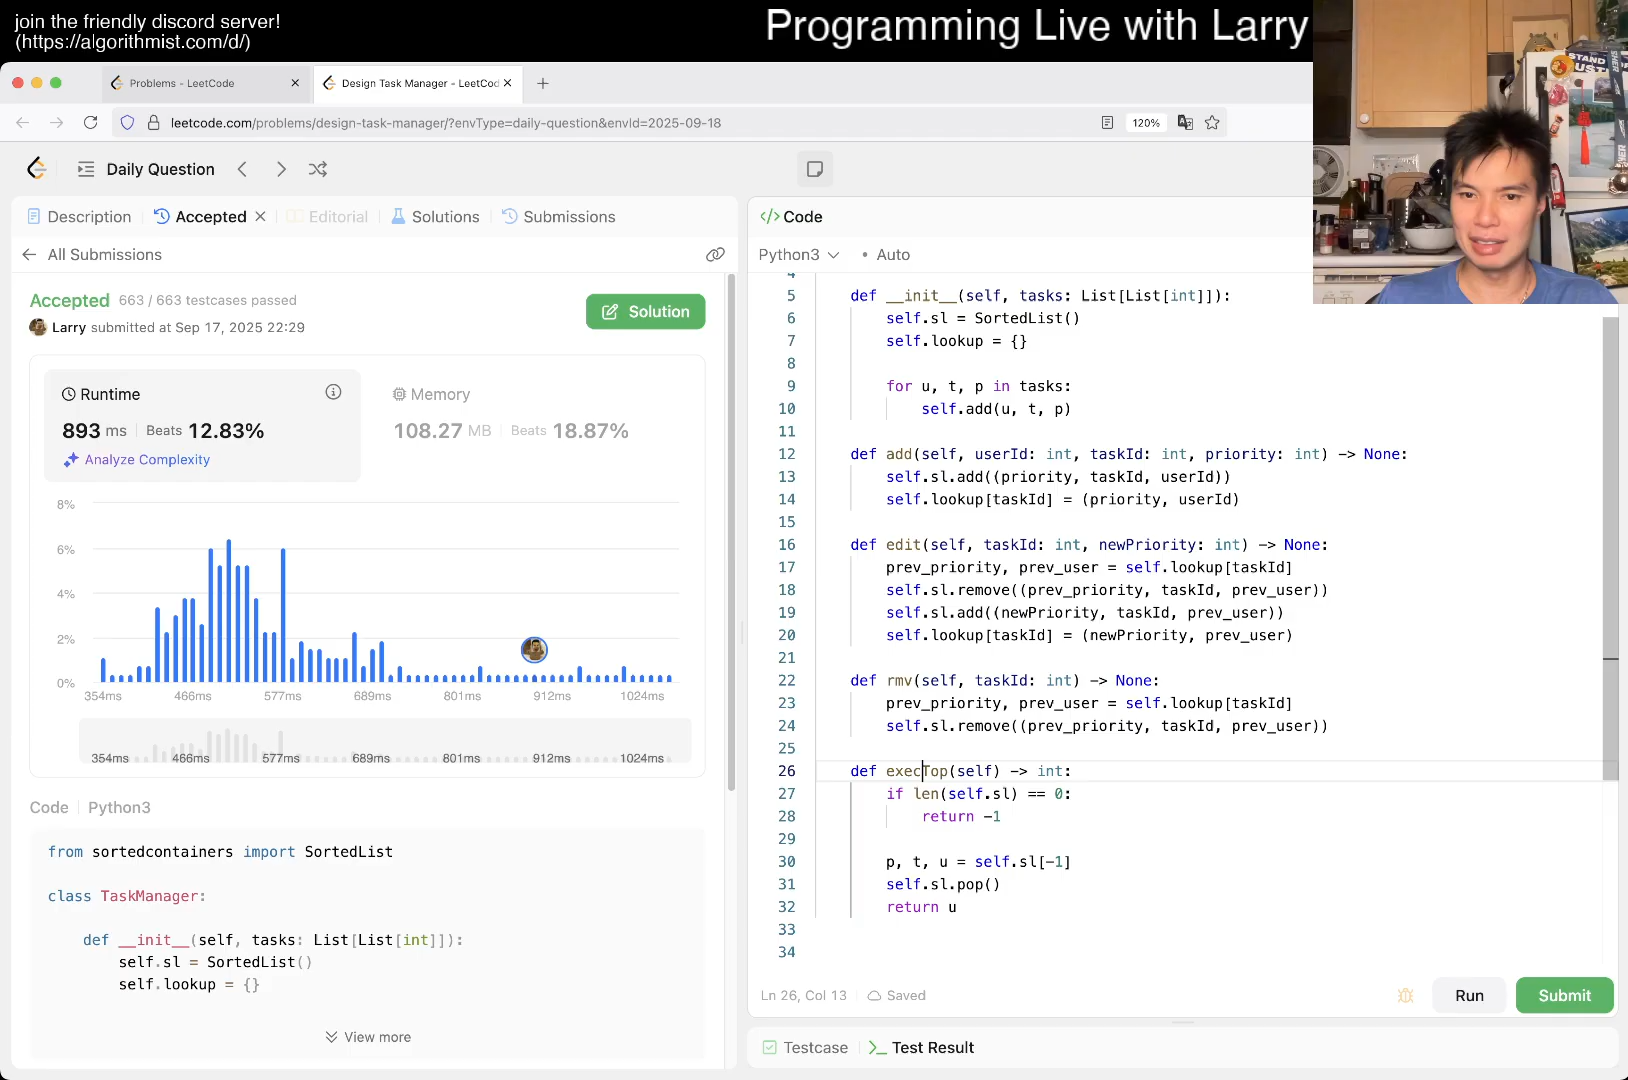 join the friendly discord server!
(https://algorithmist.com/d/)
Programming Live with Larry
Problems - LeetCode
Design Task Manager - LeetCod
leetcode.com/problems/design-task-manager/?envType=daily-question&envId=2025-09-18
120%
Daily Question
Description
Accepted
Editorial
Solutions
Submissions
All Submissions
Accepted 663 / 663 testcases passed
Larry submitted at Sep 17, 2025 22:29
Solution
Runtime
893 ms Beats 12.83%
Analyze Complexity
Memory
108.27 MB Beats 18.87%
8%
6%
4%
2%
0%
354ms 466ms 577ms 689ms 801ms 912ms 1024ms
354ms 466ms 577ms 689ms 801ms 912ms 1024ms
Code Python3
from sortedcontainers import SortedList
class TaskManager:
def __init__(self, tasks: List[List[int]]):
self.sl = SortedList()
self.lookup = {}
View more
</> Code
Python3 • Auto
4
5 def __init__(self, tasks: List[List[int]]):
6 self.sl = SortedList()
7 self.lookup = {}
8
9 for u, t, p in tasks:
10 self.add(u, t, p)
11
12 def add(self, userId: int, taskId: int, priority: int) -> None:
13 self.sl.add((priority, taskId, userId))
14 self.lookup[taskId] = (priority, userId)
15
16 def edit(self, taskId: int, newPriority: int) -> None:
17 prev_priority, prev_user = self.lookup[taskId]
18 self.sl.remove((prev_priority, taskId, prev_user))
19 self.sl.add((newPriority, taskId, prev_user))
20 self.lookup[taskId] = (newPriority, prev_user)
21
22 def rmv(self, taskId: int) -> None:
23 prev_priority, prev_user = self.lookup[taskId]
24 self.sl.remove((prev_priority, taskId, prev_user))
25
26 def execTop(self) -> int:
27 if len(self.sl) == 0:
28 return -1
29
30 p, t, u = self.sl[-1]
31 self.sl.pop()
32 return u
33
34
Ln 26, Col 13 Saved
Run
Submit
Testcase
Test Result